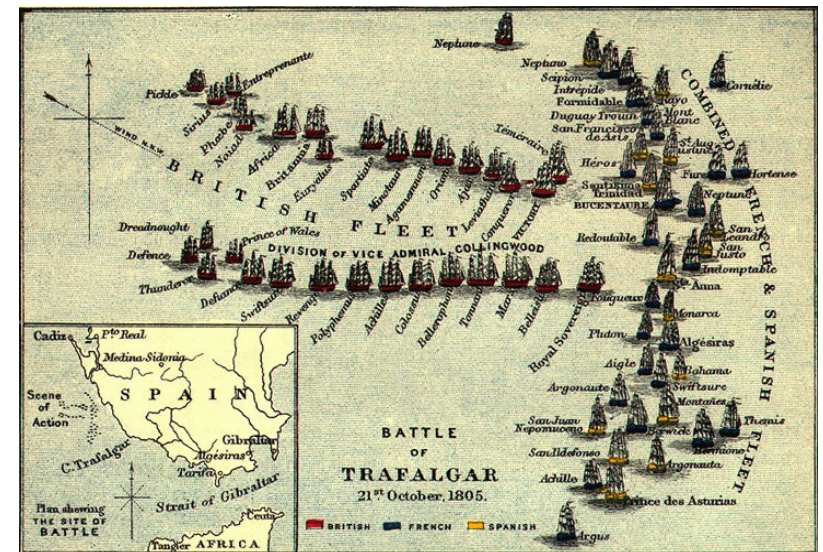 Neptune
Pickle
Entreprenante
Sirius
Phœbe
Naiad
Africa
Britannia
Euryalus
Spartiate
Minotaur
Agamemnon
Orion
Ajax
Leviathan
Conqueror
VICTORY
Téméraire
WIND N.N.W.
BRITISH FLEET
DIVISION OF VICE ADMIRAL COLLINGWOOD
Dreadnought
Prince of Wales
Defence
Thunderer
Defiance
Swiftsure
Revenge
Polyphemus
Achille
Colossus
Bellerophon
Tonnant
Mars
Belleisle
Royal Sovereign
Neptuno
Scipion
Intrépide
Formidable
Rayo
Cornélie
Duguay Trouin
Mont
Blanc
San Francisco
de Asis
St. Augustine
Héros
Furet
Hortense
Santisima
Trinidad
BUCENTAURE
Neptune
Redoutable
San
Leandro
San
Justo
Indomptable
Sta. Anna
Fougueux
Monarca
Pluton
Algésiras
Aigle
Bahama
Swiftsure
Argonaute
Montañes
San Juan
Nepomuceno
Berwick
Themis
Hermione
San Ildefonso
Argonauta
Achille
Prince des Asturias
Argus
COMBINED FRENCH & SPANISH FLEET
BATTLE
OF
TRAFALGAR
21st October, 1805.
BRITISH FRENCH SPANISH
Cadiz
Pto Real
Medina Sidonia
SPAIN
Scene
of
Action
C. Trafalgar
Gibraltar
Algésiras
Tarifa
Strait of Gibraltar
Ceuta
Tangier AFRICA
Plan shewing
THE SITE OF
BATTLE